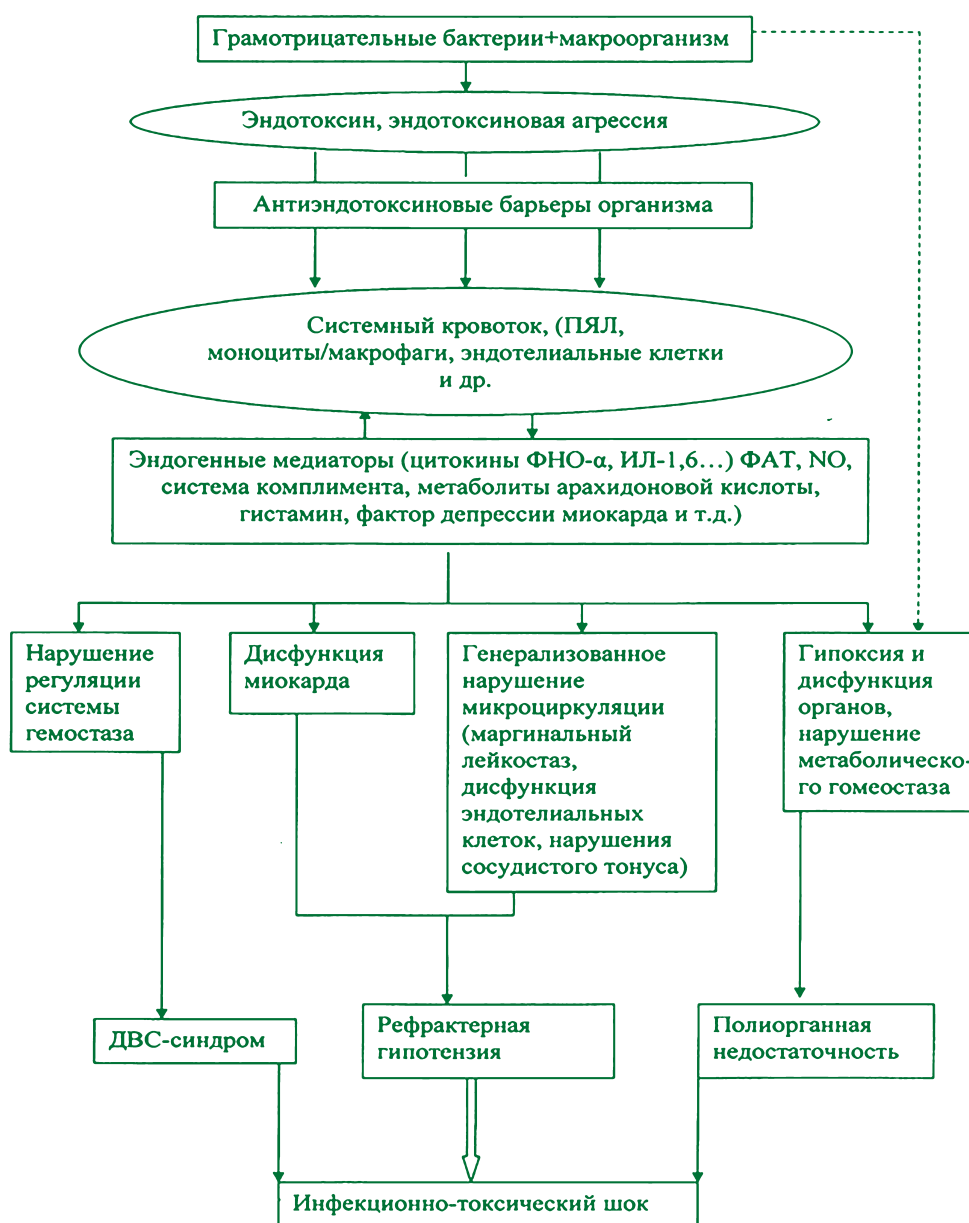 Грамотрицательные бактерии+макроорганизм
Эндотоксин, эндотоксиновая агрессия
Антиэндотоксиновые барьеры организма
Системный кровоток, (ПЯЛ,
моноциты/макрофаги, эндотелиальные клетки
и др.
Эндогенные медиаторы (цитокины ФНО-α, ИЛ-1,6...) ФАТ, NO,
система комплимента, метаболиты арахидоновой кислоты,
гистамин, фактор депрессии миокарда и т.д.)
Нарушение
регуляции
системы
гемостаза
Дисфункция
миокарда
Генерализованное
нарушение
микроциркуляции
(маргинальный
лейкостаз,
дисфункция
эндотелиальных
клеток, нарушения
сосудистого тонуса)
Гипоксия и
дисфункция
органов,
нарушение
метаболическо-
го гомеостаза
ДВС-синдром
Рефрактерная
гипотензия
Полиорганная
недостаточность
Инфекционно-токсический шок